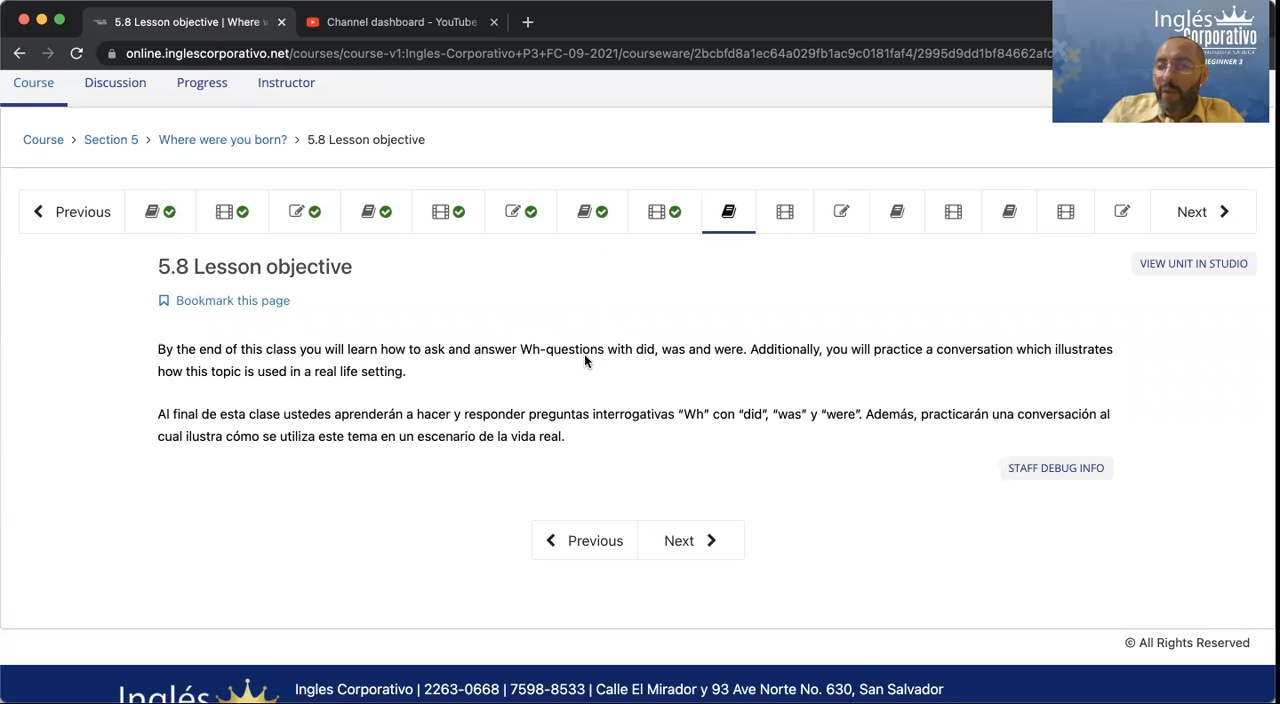 5.8 Lesson objective | Where w
Channel dashboard - YouTube
online.inglescorporativo.net/courses/course-v1:Ingles-Corporativo
C-09-2021/courseware/2bcbfd8a1ec64a029fb1ac9c0181faf4/2995d9dd1bf84662afc
Inglés
Corporativo
BEGINNER 3
Course
Discussion
Progress
Instructor
Course > Section 5 > Where were you born? > 5.8 Lesson objective
Previous
Next
5.8 Lesson objective
VIEW UNIT IN STUDIO
Bookmark this page
By the end of this class you will learn how to ask and answer Wh-questions with did, was and were. Additionally, you will practice a conversation which illustrates
how this topic is used in a real life setting.
Al final de esta clase ustedes aprenderán a hacer y responder preguntas interrogativas “Wh” con “did”, “was” y “were”. Además, practicarán una conversación al
cual ilustra cómo se utiliza este tema en un escenario de la vida real.
STAFF DEBUG INFO
Previous
Next
© All Rights Reserved
Inglés
Ingles Corporativo | 2263-0668 | 7598-8533 | Calle El Mirador y 93 Ave Norte No. 630, San Salvador